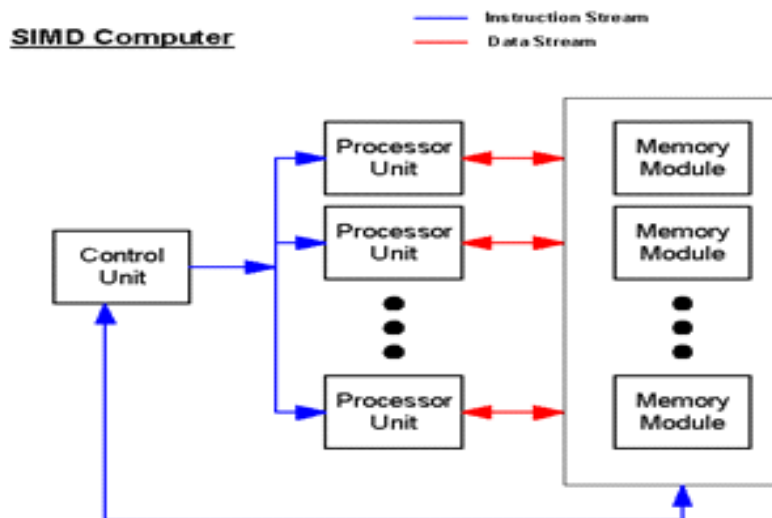 SIMD Computer
Instruction Stream
Data Stream
Processor
Unit
Memory
Module
Processor
Unit
Memory
Module
Control
Unit
Processor
Unit
Memory
Module